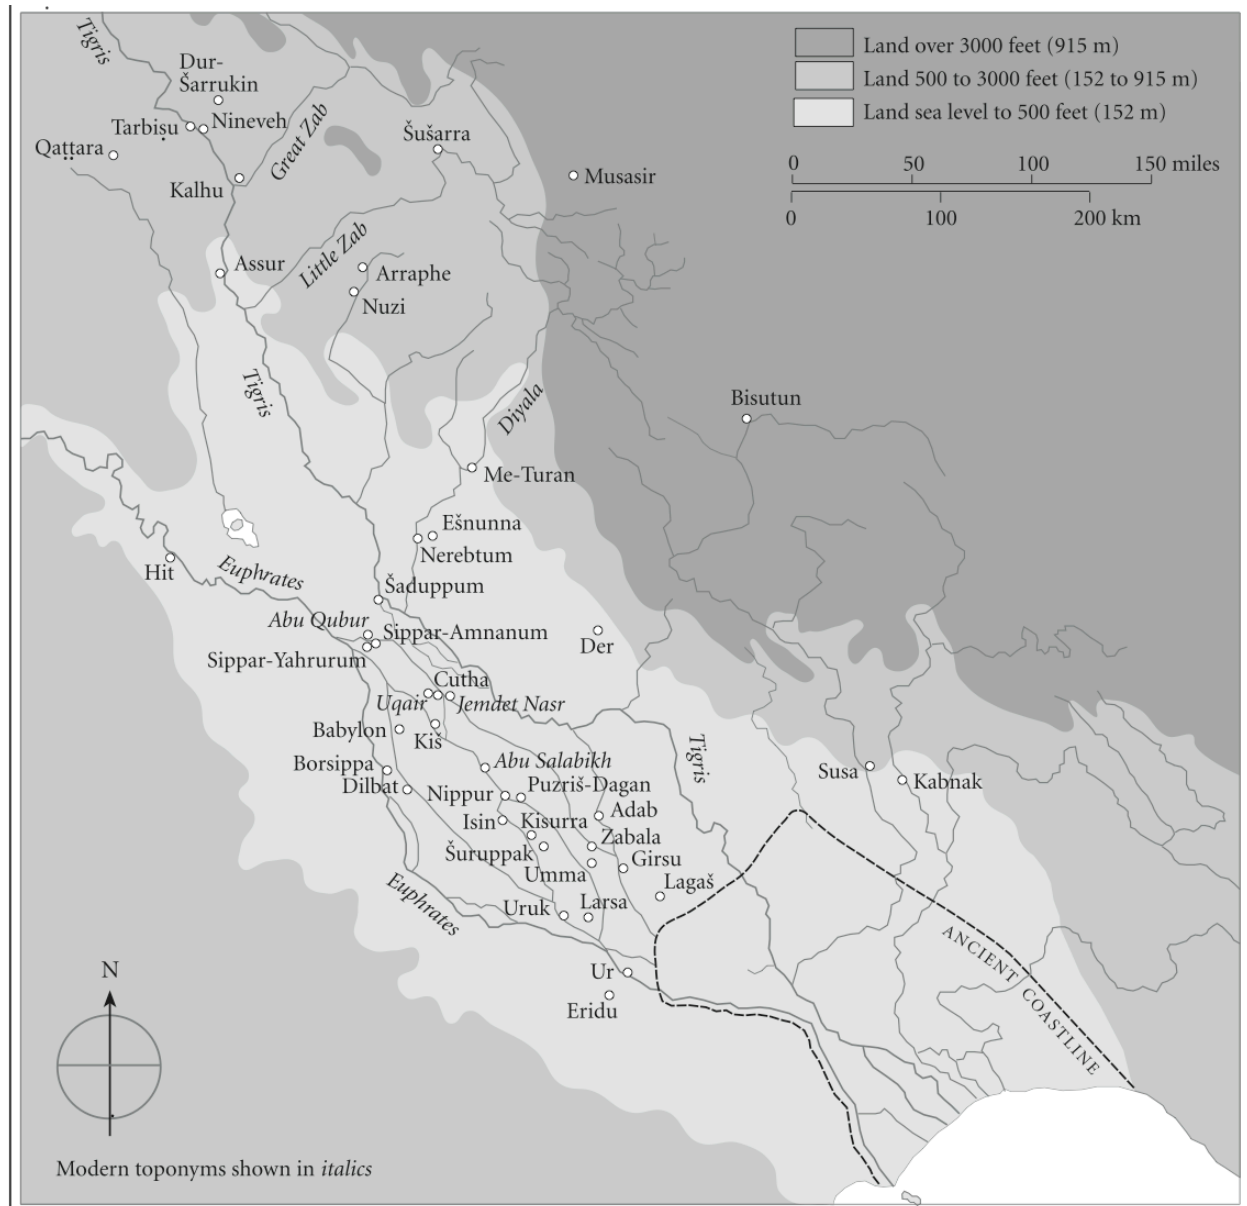 Tigris
Dur-
Šarrukin
Tarbiṣu
Nineveh
Qaṭṭara
Great Zab
Kalhu
Šušarra
Musasir
Land over 3000 feet (915 m)
Land 500 to 3000 feet (152 to 915 m)
Land sea level to 500 feet (152 m)
0 50 100 150 miles
0 100 200 km
Assur
Little Zab
Arraphe
Nuzi
Tigris
Diyala
Bisutun
Me-Turan
Ešnunna
Nerebtum
Hit
Euphrates
Šaduppum
Abu Qubur
Sippar-Amnanum
Der
Sippar-Yahrurum
Cutha
Uqair
Jemdet Nasr
Babylon
Kiš
Tigris
Borsippa
Abu Salabikh
Susa
Kabnak
Dilbat
Nippur
Puzriš-Dagan
Isin
Kisurra
Adab
Zabala
Šuruppak
Girsu
Umma
Lagaš
Euphrates
Uruk
Larsa
ANCIENT COASTLINE
Ur
Eridu
N
Modern toponyms shown in italics